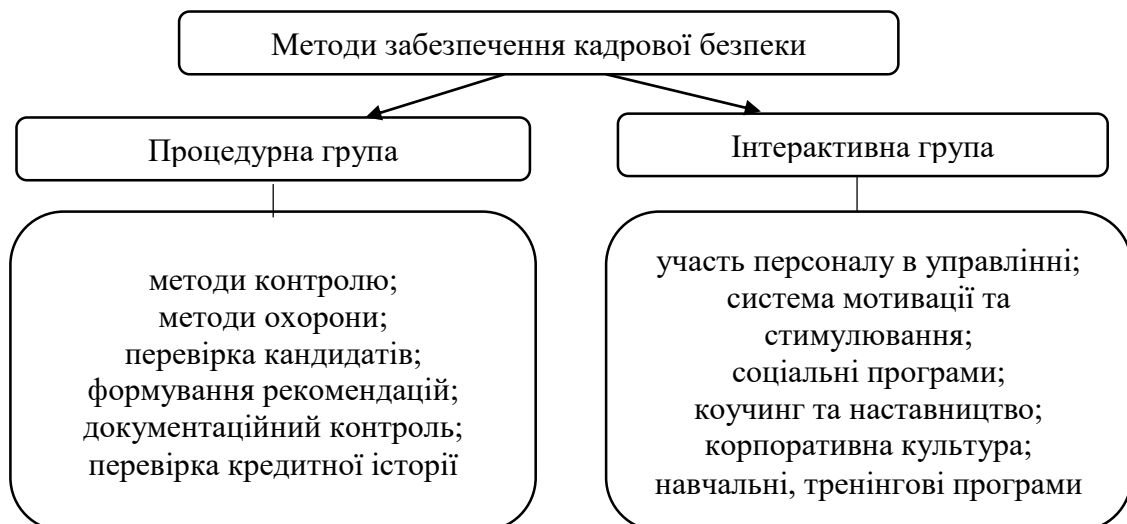 Методи забезпечення кадрової безпеки
Процедурна група
Інтерактивна група
методи контролю;
методи охорони;
перевірка кандидатів;
формування рекомендацій;
документаційний контроль;
перевірка кредитної історії
участь персоналу в управлінні;
система мотивації та
стимулювання;
соціальні програми;
коучинг та наставництво;
корпоративна культура;
навчальні, тренінгові програми